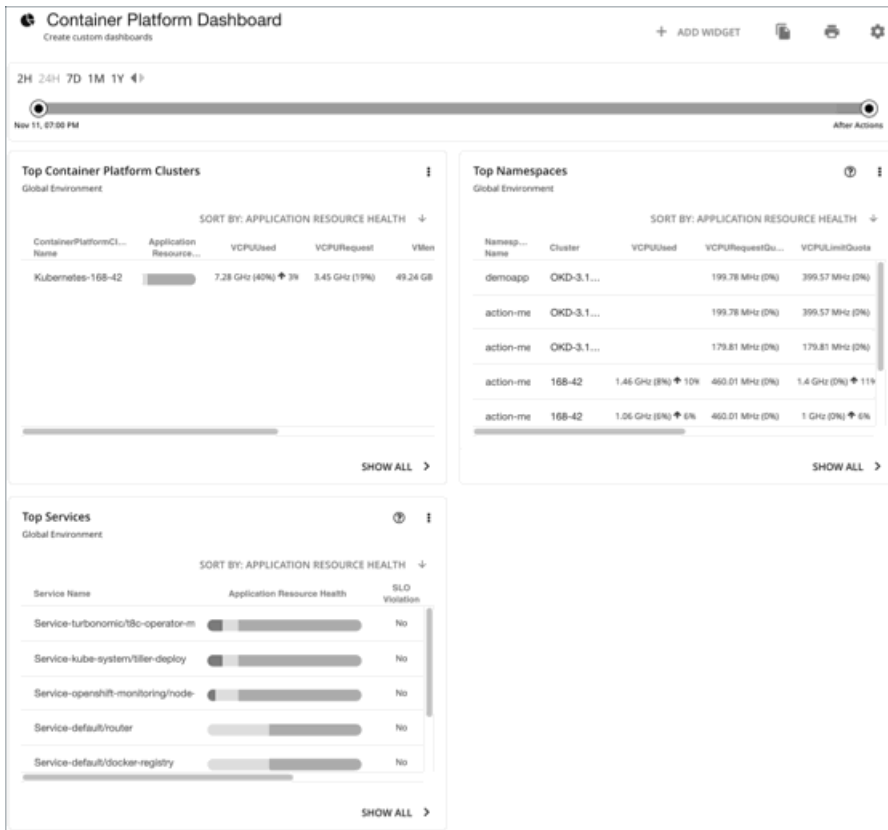 Container Platform Dashboard
Create custom dashboards
+ ADD WIDGET
2H 24H 7D 1M 1Y
Nov 11, 07:00 PM
After Actions
Top Container Platform Clusters
Global Environment
SORT BY: APPLICATION RESOURCE HEALTH
ContainerPlatformCl... Name Application Resource... VCPUUsed VCPURequest VMen
Kubernetes-168-42 7.28 GHz (40%) 3% 3.45 GHz (19%) 49.24 GB
SHOW ALL
Top Namespaces
Global Environment
SORT BY: APPLICATION RESOURCE HEALTH
Namesp... Name Cluster VCPUUsed VCPURequestQu... VCPULimitQuota
demoapp OKD-3.1... 199.78 MHz (0%) 399.57 MHz (0%)
action-me OKD-3.1... 199.78 MHz (0%) 399.57 MHz (0%)
action-me OKD-3.1... 179.81 MHz (0%) 179.81 MHz (0%)
action-me 168-42 1.46 GHz (8%) 10% 460.01 MHz (0%) 1.4 GHz (0%) 11%
action-me 168-42 1.06 GHz (6%) 6% 460.01 MHz (0%) 1 GHz (0%) 6%
SHOW ALL
Top Services
Global Environment
SORT BY: APPLICATION RESOURCE HEALTH
Service Name Application Resource Health SLO Violation
Service-turbonomic/t8c-operator-m No
Service-kube-system/tiller-deploy No
Service-openshift-monitoring/node- No
Service-default/router No
Service-default/docker-registry No
SHOW ALL